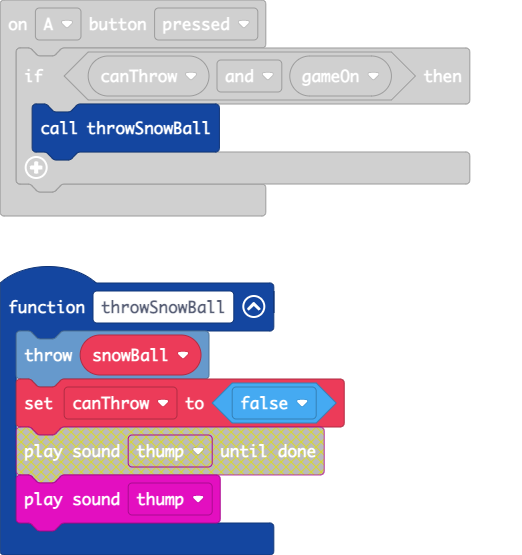 on A button pressed
if canThrow and gameOn then
call throwSnowBall
function throwSnowBall
throw snowBall
set canThrow to false
play sound thump until done
play sound thump